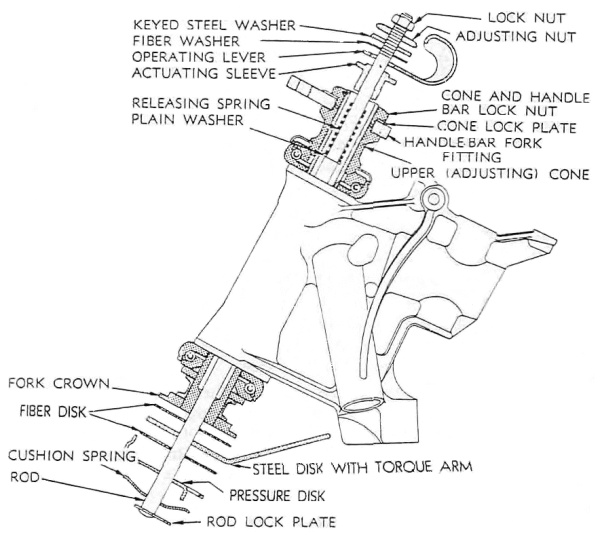 KEYED STEEL WASHER
FIBER WASHER
OPERATING LEVER
ACTUATING SLEEVE
RELEASING SPRING
PLAIN WASHER
LOCK NUT
ADJUSTING NUT
CONE AND HANDLE
BAR LOCK NUT
CONE LOCK PLATE
HANDLE-BAR FORK
FITTING
UPPER (ADJUSTING) CONE
FORK CROWN
FIBER DISK
CUSHION SPRING
ROD
STEEL DISK WITH TORQUE ARM
PRESSURE DISK
ROD LOCK PLATE